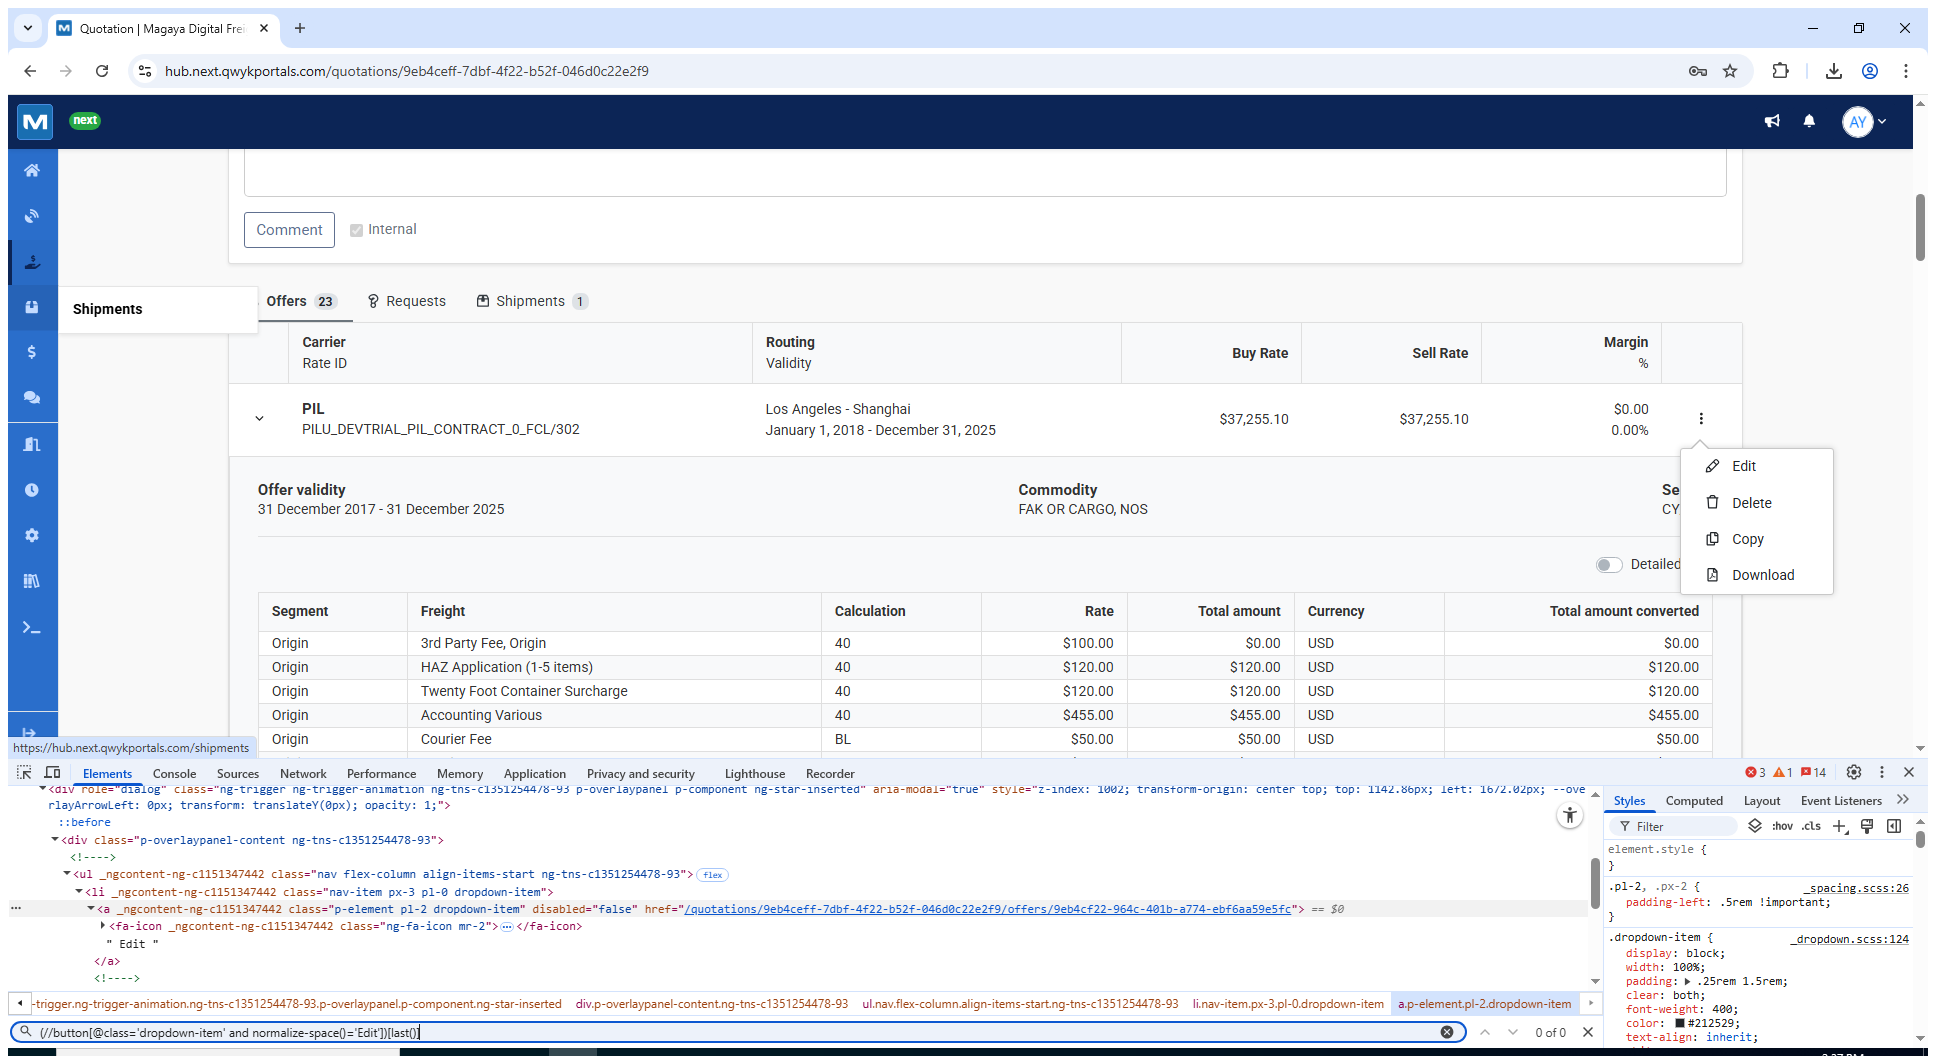 Quotation | Magaya Digital Frei
hub.next.qwykportals.com/quotations/9eb4ceff-7dbf-4f22-b52f-046d0c22e2f9
next
AY
Comment
Internal
Shipments
Offers 23
Requests
Shipments 1
Carrier
Rate ID
Routing
Validity
Buy Rate
Sell Rate
Margin
%
PIL
PILU_DEVTRIAL_PIL_CONTRACT_0_FCL/302
Los Angeles - Shanghai
January 1, 2018 - December 31, 2025
$37,255.10
$37,255.10
$0.00
0.00%
Edit
Delete
Copy
Download
Offer validity
31 December 2017 - 31 December 2025
Commodity
FAK OR CARGO, NOS
Se
CY
Detailed
Segment Freight Calculation Rate Total amount Currency Total amount converted
Origin 3rd Party Fee, Origin 40 $100.00 $0.00 USD $0.00
Origin HAZ Application (1-5 items) 40 $120.00 $120.00 USD $120.00
Origin Twenty Foot Container Surcharge 40 $120.00 $120.00 USD $120.00
Origin Accounting Various 40 $455.00 $455.00 USD $455.00
Origin Courier Fee BL $50.00 $50.00 USD $50.00
https://hub.next.qwykportals.com/shipments
Elements Console Sources Network Performance Memory Application Privacy and security Lighthouse Recorder
3 1 14
<div role="dialog" class="ng-trigger ng-trigger-animation ng-tns-c1351254478-93 p-overlaypanel p-component ng-star-inserted" aria-modal="true" style="z-index: 1002; transform-origin: center top; top: 1142.86px; left: 1672.02px; --ove
rlayArrowLeft: 0px; transform: translateY(0px); opacity: 1;">
::before
<div class="p-overlaypanel-content ng-tns-c1351254478-93">
<!---->
<ul _ngcontent-ng-c1151347442 class="nav flex-column align-items-start ng-tns-c1351254478-93"> flex
<li _ngcontent-ng-c1151347442 class="nav-item px-3 pl-0 dropdown-item">
<a _ngcontent-ng-c1151347442 class="p-element pl-2 dropdown-item" disabled="false" href="/quotations/9eb4ceff-7dbf-4f22-b52f-046d0c22e2f9/offers/9eb4cf22-964c-401b-a774-ebf6aa59e5fc"> == $0
<fa-icon _ngcontent-ng-c1151347442 class="ng-fa-icon mr-2">…</fa-icon>
" Edit "
</a>
<!---->
-trigger.ng-trigger-animation.ng-tns-c1351254478-93.p-overlaypanel.p-component.ng-star-inserted div.p-overlaypanel-content.ng-tns-c1351254478-93 ul.nav.flex-column.align-items-start.ng-tns-c1351254478-93 li.nav-item.px-3.pl-0.dropdown-item a.p-element.pl-2.dropdown-item
(//button[@class='dropdown-item' and normalize-space()='Edit'])[last()]
0 of 0
Styles Computed Layout Event Listeners
Filter
:hov .cls
element.style {
}
.pl-2, .px-2 { _spacing.scss:26
padding-left: .5rem !important;
}
.dropdown-item { _dropdown.scss:124
display: block;
width: 100%;
padding: .25rem 1.5rem;
clear: both;
font-weight: 400;
color: #212529;
text-align: inherit;